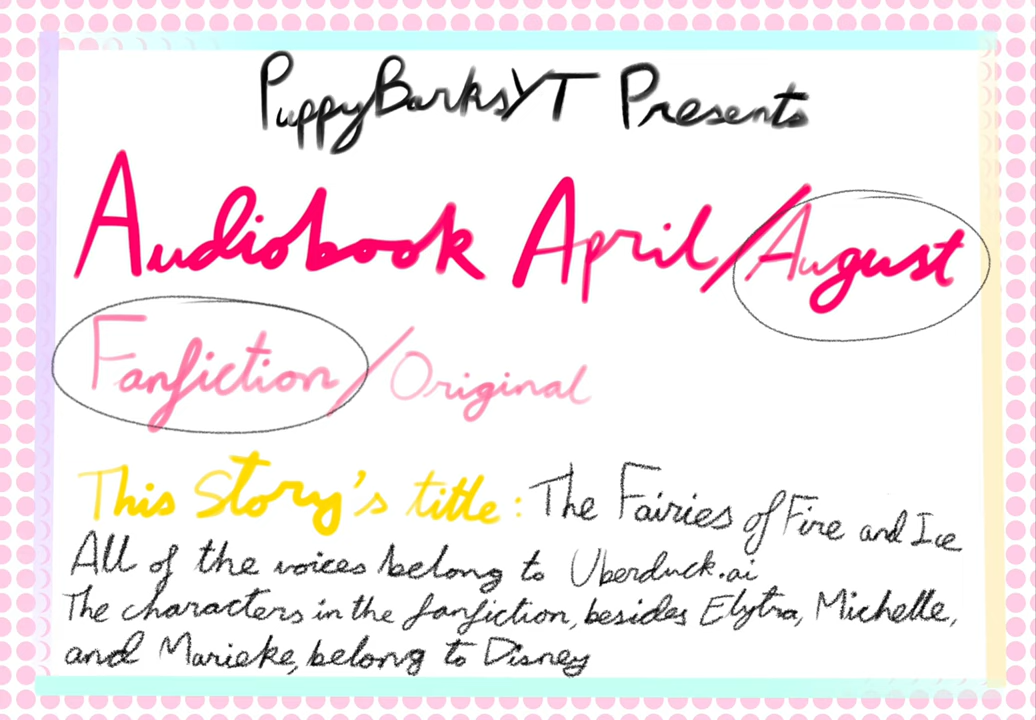 PuppyBarksYT Presents
Audiobook April/August
Fanfiction/Original
This Story's title: The Fairies of Fire and Ice
All of the voices belong to Uberduck.ai
The characters in the fanfiction, besides Elytra, Michelle,
and Marieke, belong to Disney